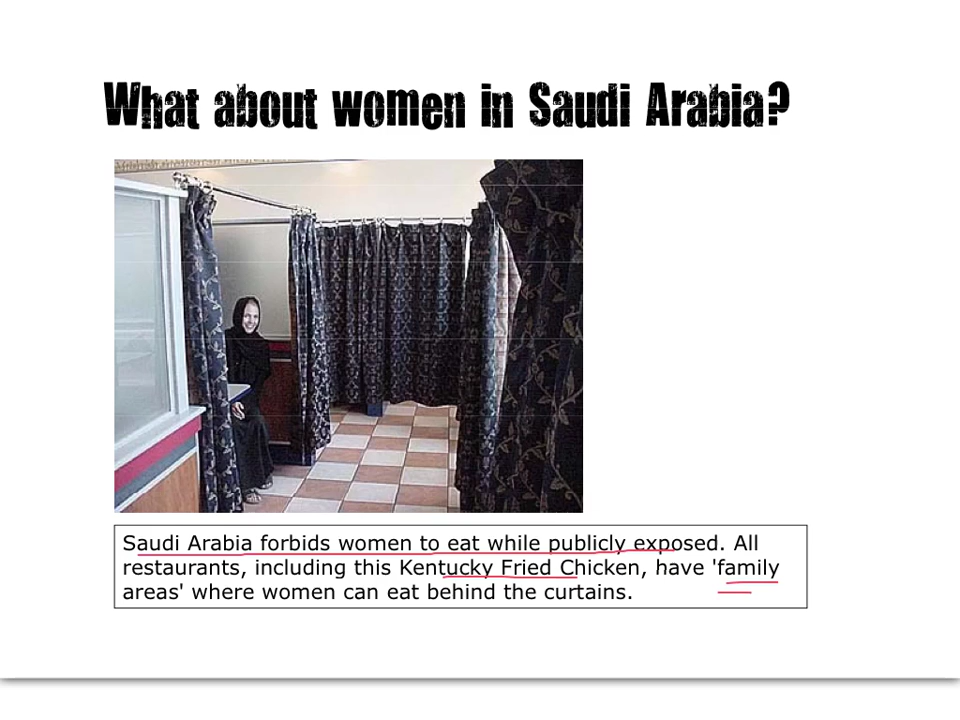 What about women in Saudi Arabia?
Saudi Arabia forbids women to eat while publicly exposed. All
restaurants, including this Kentucky Fried Chicken, have 'family
areas' where women can eat behind the curtains.